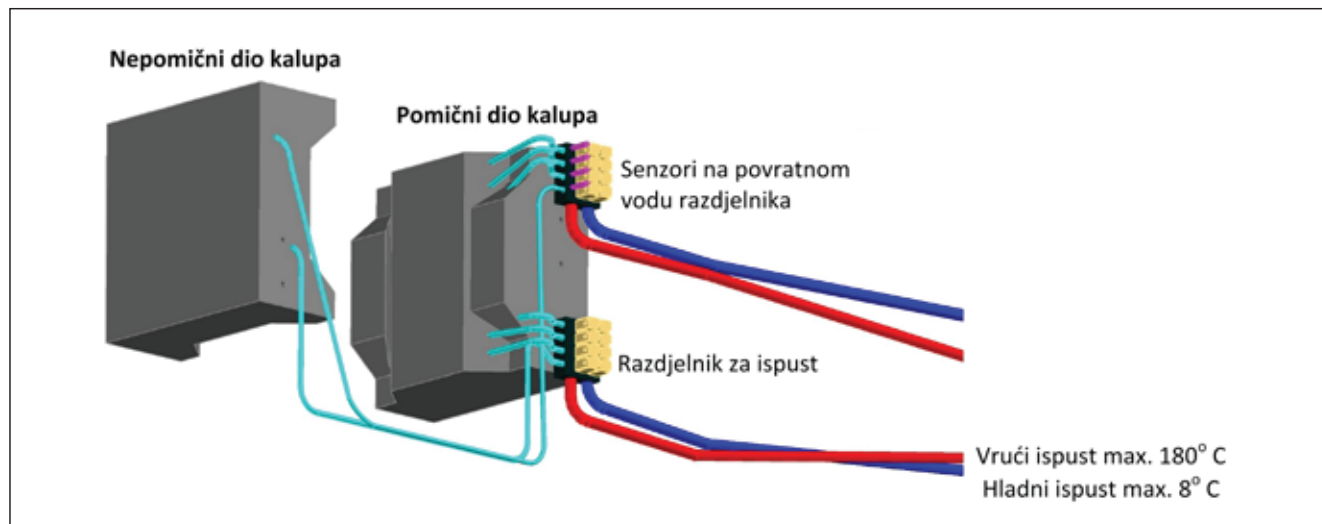 Nepomični dio kalupa
Pomični dio kalupa
Senzori na povratnom
vodu razdjelnika
Razdjelnik za ispust
Vrući ispust max. 180° C
Hladni ispust max. 8° C